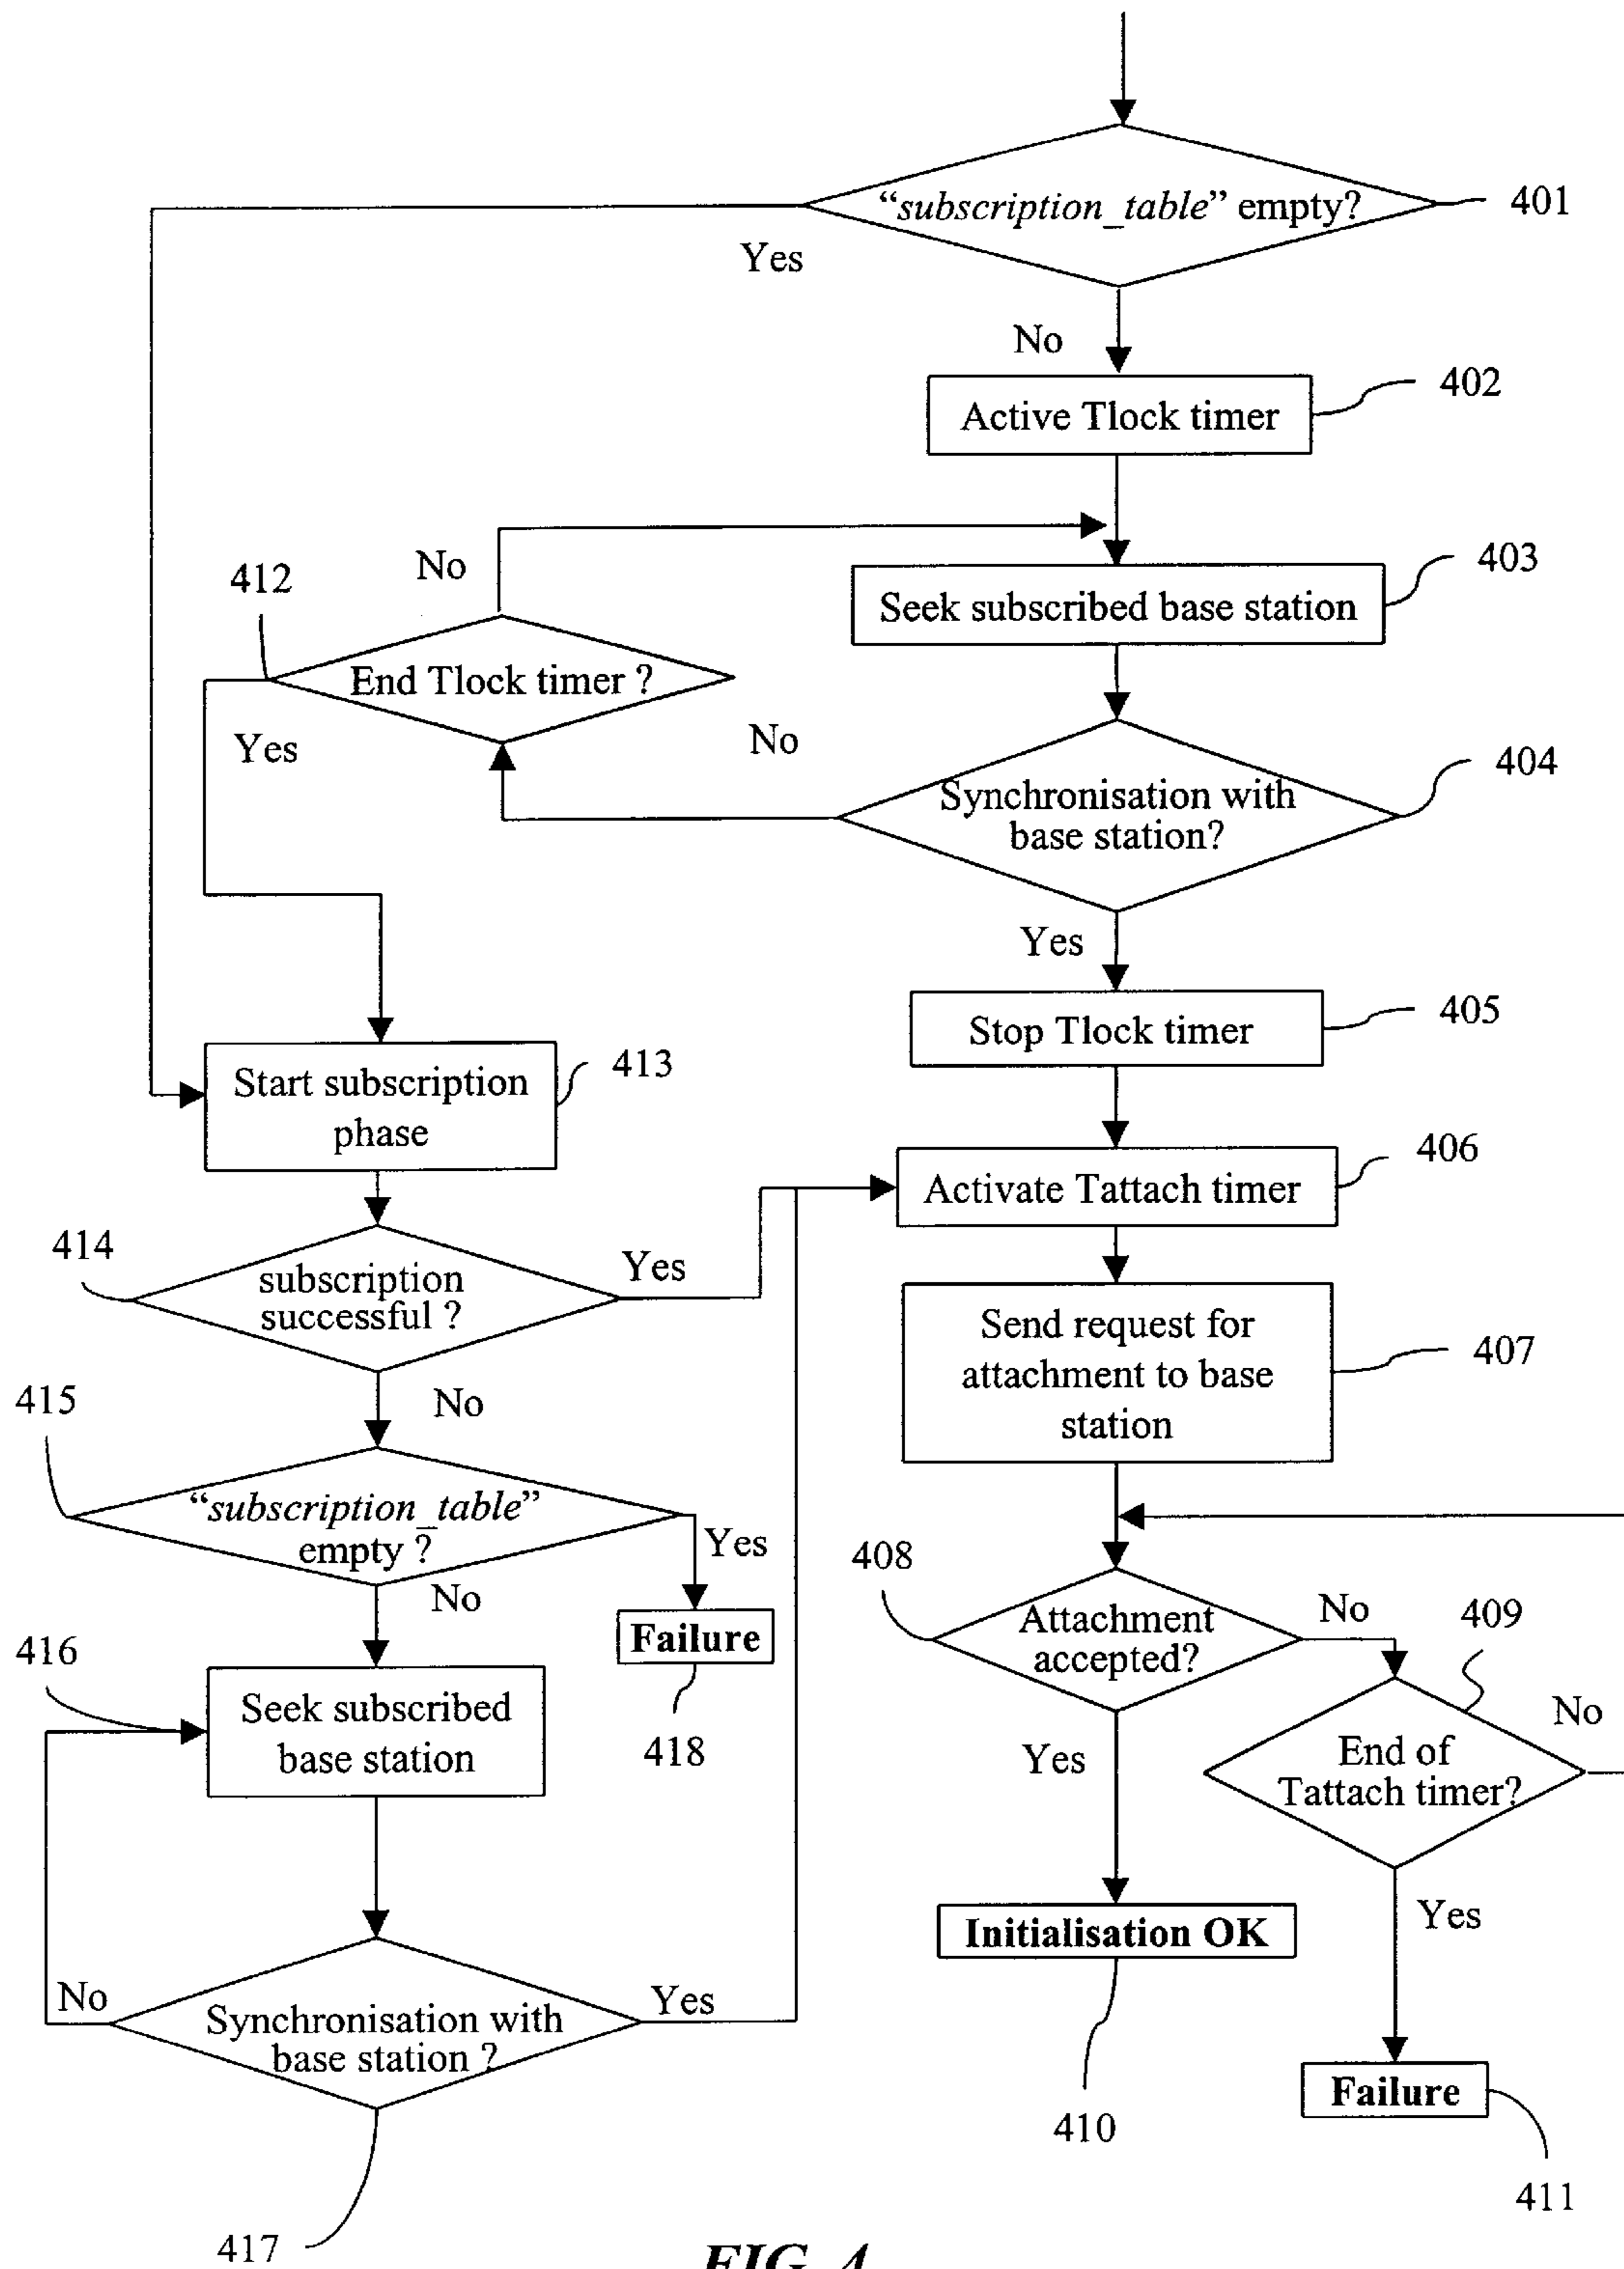 “subscription_table” empty?
401
Yes
No
402
Active Tlock timer
No
403
412
Seek subscribed base station
End Tlock timer ?
No
Yes
404
Synchronisation with
base station?
Yes
405
Stop Tlock timer
413
Start subscription
phase
406
Activate Tattach timer
414
Yes
subscription
successful ?
Send request for
attachment to base
station
407
No
415
“subscription_table”
empty ?
Yes
408
No
No
409
Attachment
accepted?
Failure
416
Seek subscribed
base station
418
No
Yes
End of
Tattach timer?
Yes
Initialisation OK
No
Yes
Synchronisation with
base station ?
Failure
410
411
417
FIG. 4